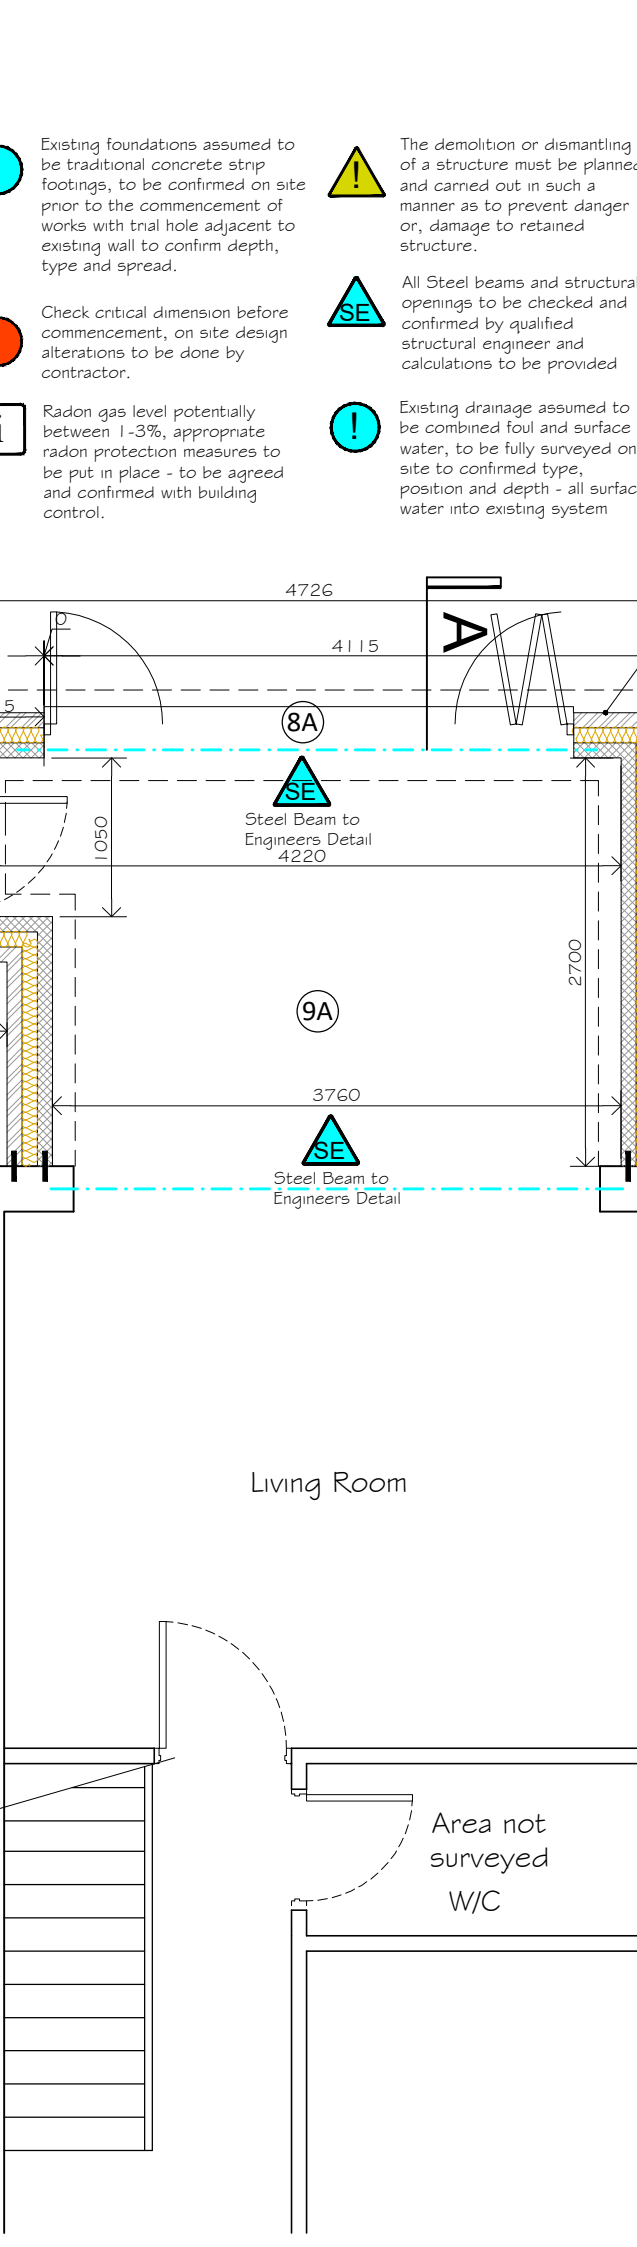 Existing foundations assumed to
be traditional concrete strip
footings, to be confirmed on site
prior to the commencement of
works with trial hole adjacent to
existing wall to confirm depth,
type and spread.
Check critical dimension before
commencement, on site design
alterations to be done by
contractor.
Radon gas level potentially
between 1-3%, appropriate
radon protection measures to
be put in place - to be agreed
and confirmed with building
control.
!
The demolition or dismantling
of a structure must be planned
and carried out in such a
manner as to prevent danger
or, damage to retained
structure.
SE
All Steel beams and structural
openings to be checked and
confirmed by qualified
structural engineer and
calculations to be provided
!
Existing drainage assumed to
be combined foul and surface
water, to be fully surveyed on
site to confirmed type,
position and depth - all surfac
water into existing system
4726
0
4115
A
5
8A
SE
Steel Beam to
Engineers Detail
1050
4220
2700
9A
3760
SE
Steel Beam to
Engineers Detail
Living Room
Area not
surveyed
W/C